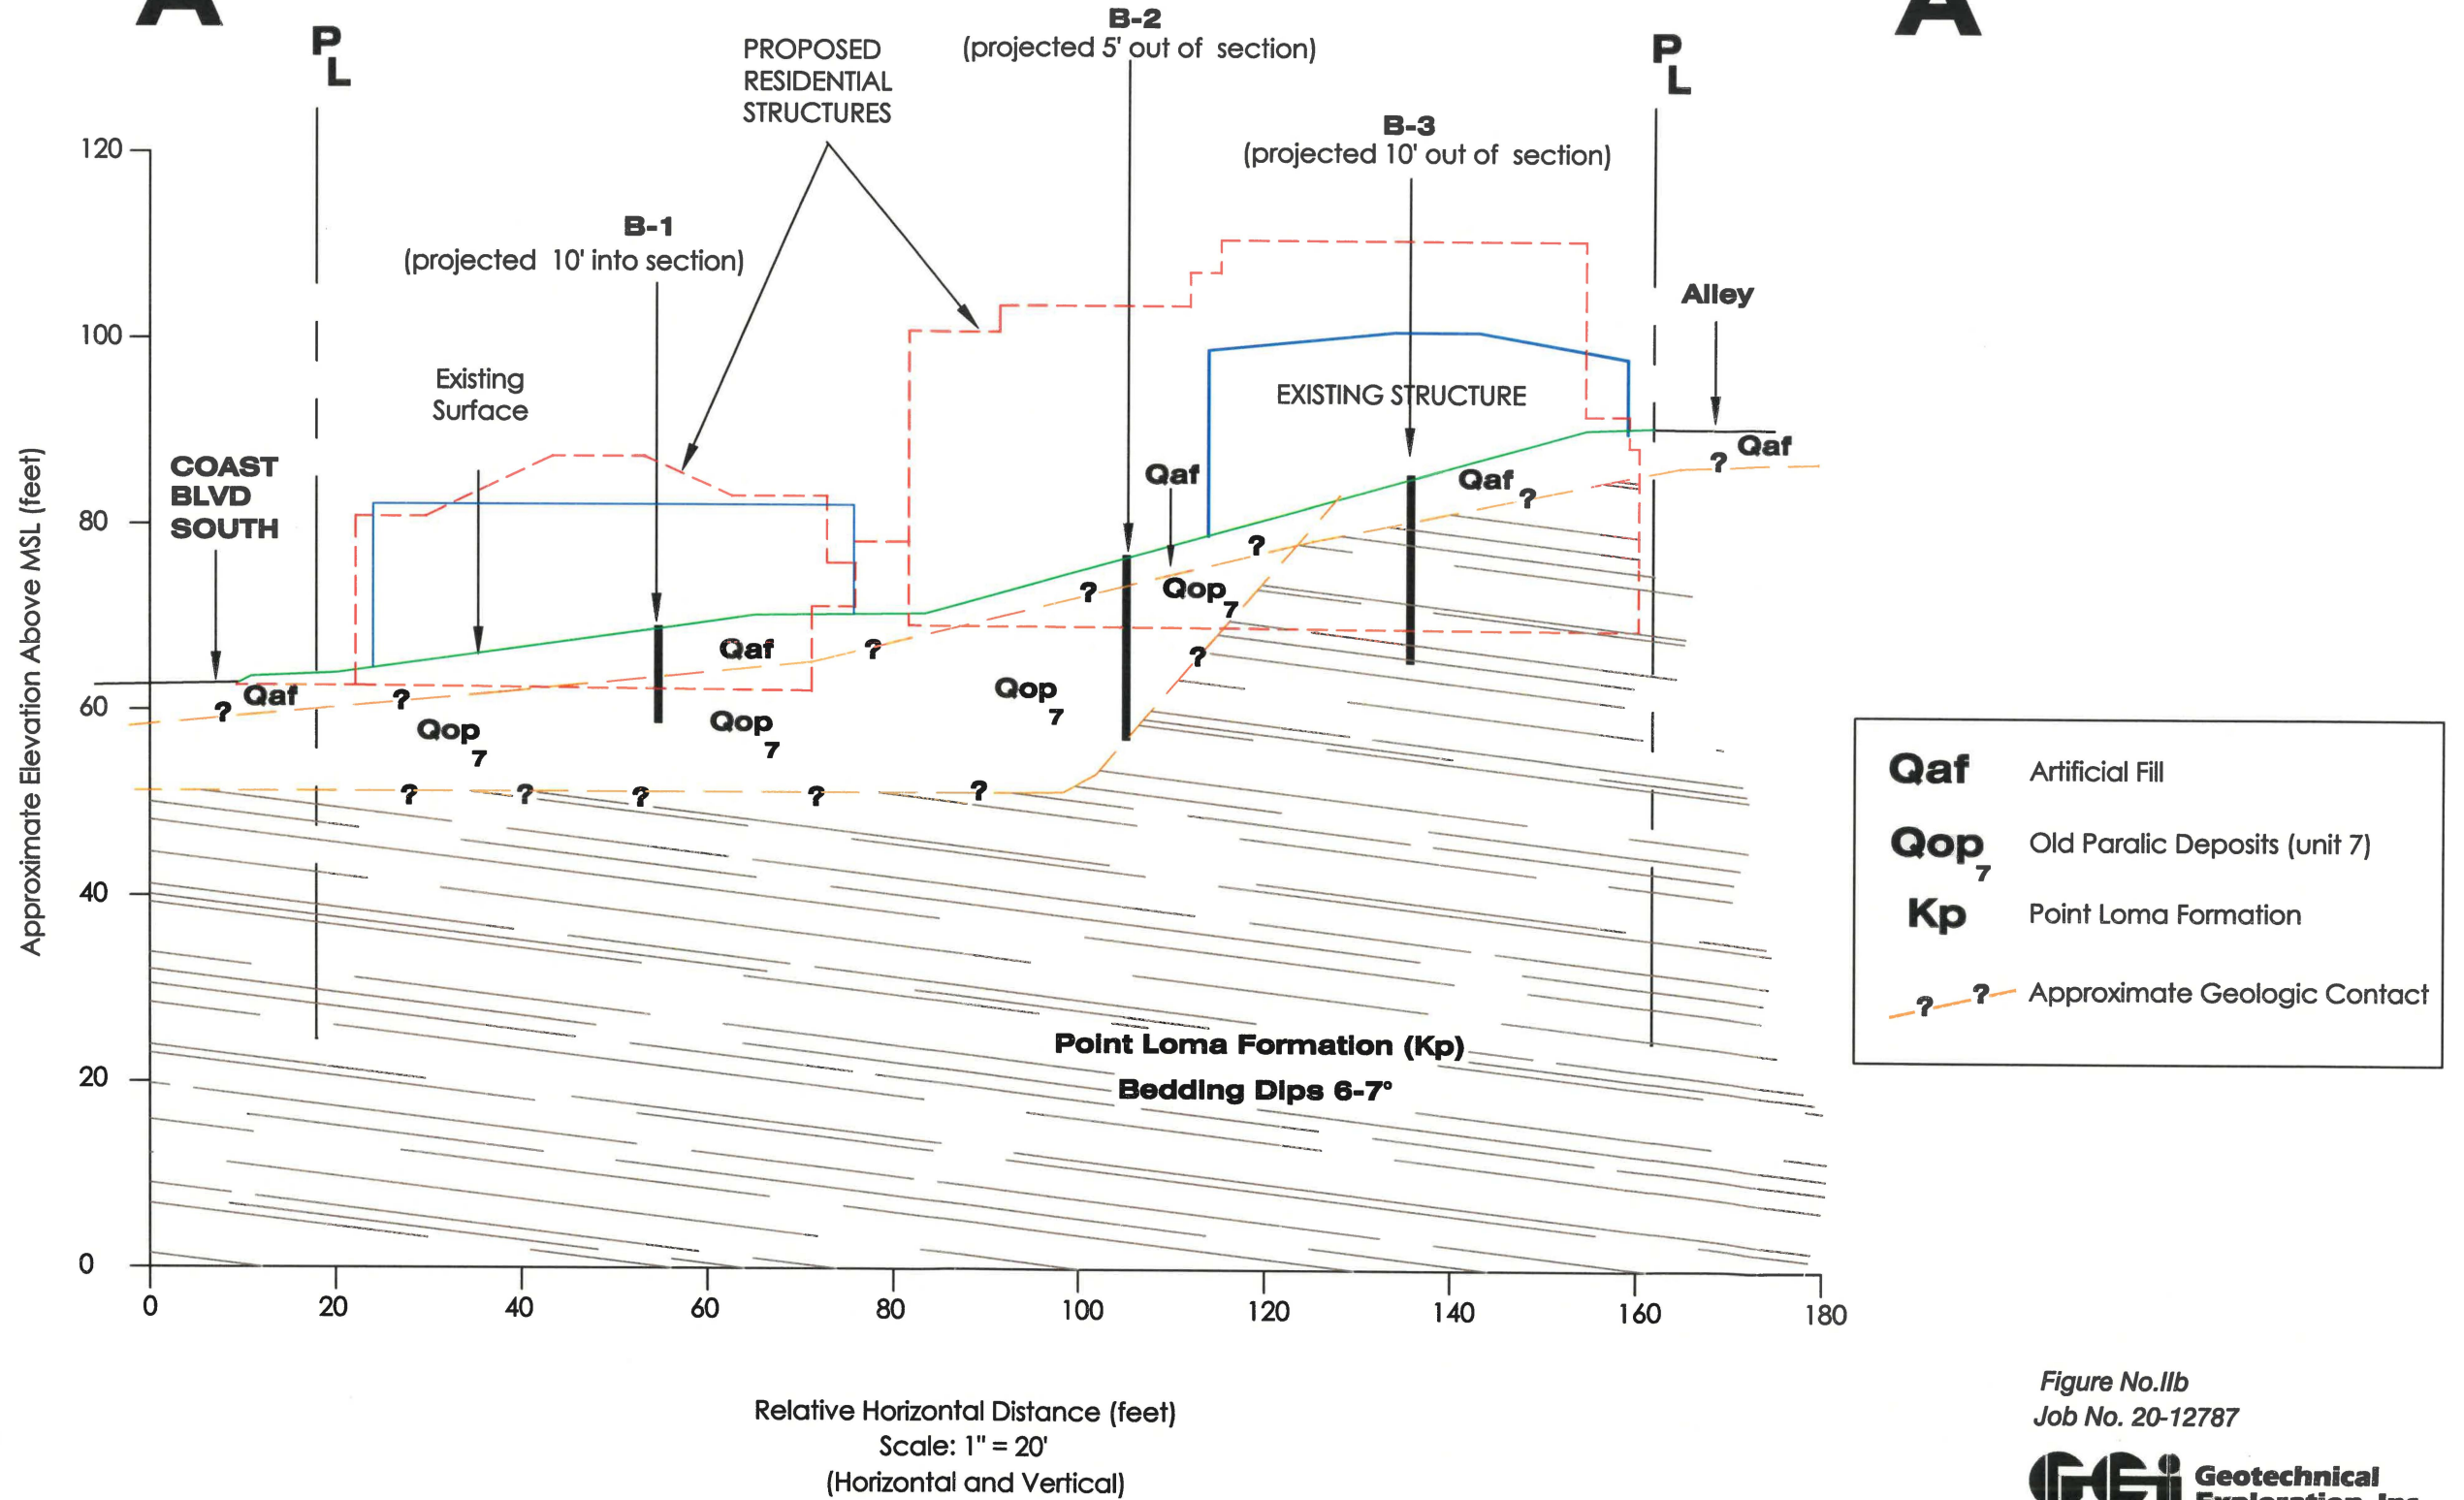 A
A
P
L
PROPOSED
RESIDENTIAL
STRUCTURES
B-2
(projected 5' out of section)
P
L
B-3
(projected 10' out of section)
B-1
(projected 10' into section)
Alley
Existing
Surface
EXISTING STRUCTURE
COAST
BLVD
SOUTH
Approximate Elevation Above MSL (feet)
120
100
80
60
40
20
0
Qaf
Qaf
Qaf
Qaf
Qaf
Qop
7
Qop
7
Qop
7
Qop
7
?
?
?
?
?
?
?
?
?
?
?
?
?
Point Loma Formation (Kp)
Bedding Dips 6-7°
0
20
40
60
80
100
120
140
160
180
Relative Horizontal Distance (feet)
Scale: 1" = 20'
(Horizontal and Vertical)
Qaf Artificial Fill
Qop
7 Old Paralic Deposits (unit 7)
Kp Point Loma Formation
? ? Approximate Geologic Contact
Figure No.IIb
Job No. 20-12787
GEi Geotechnical
Exploration, Inc.